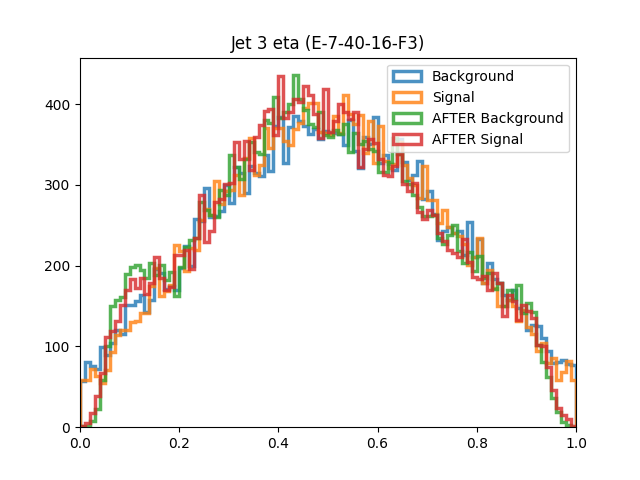 Jet 3 eta (E-7-40-16-F3)
Background
Signal
AFTER Background
AFTER Signal
400
300
200
100
0
0.0 0.2 0.4 0.6 0.8 1.0